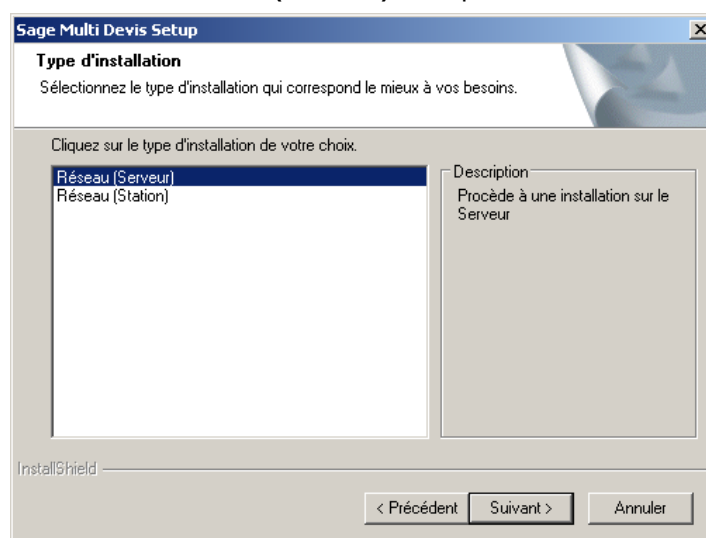 Sage Multi Devis Setup
Type d'installation
Sélectionnez le type d'installation qui correspond le mieux à vos besoins.
Cliquez sur le type d'installation de votre choix.
Réseau (Serveur)
Réseau (Station)
Description
Procède à une installation sur le
Serveur
InstallShield
< Précédent
Suivant >
Annuler